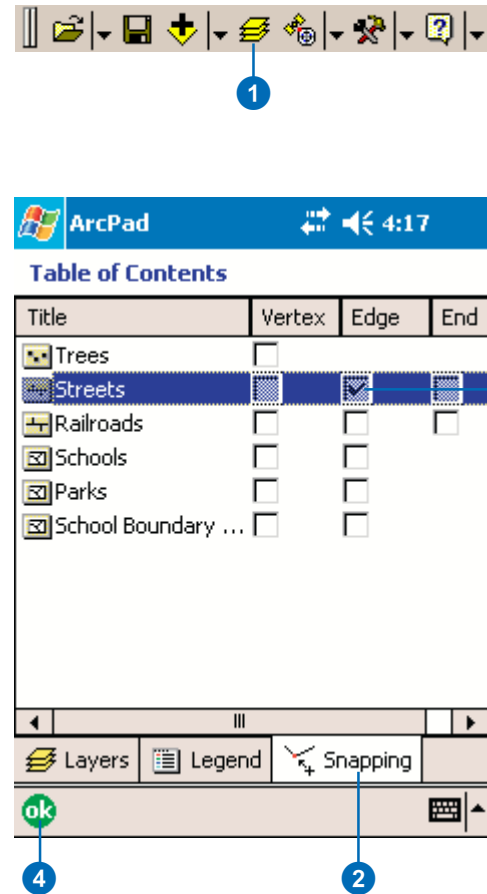 1
ArcPad 4:17
Table of Contents
Title Vertex Edge End
Trees
Streets
Railroads
Schools
Parks
School Boundary ...
Layers Legend Snapping
ok
4 2